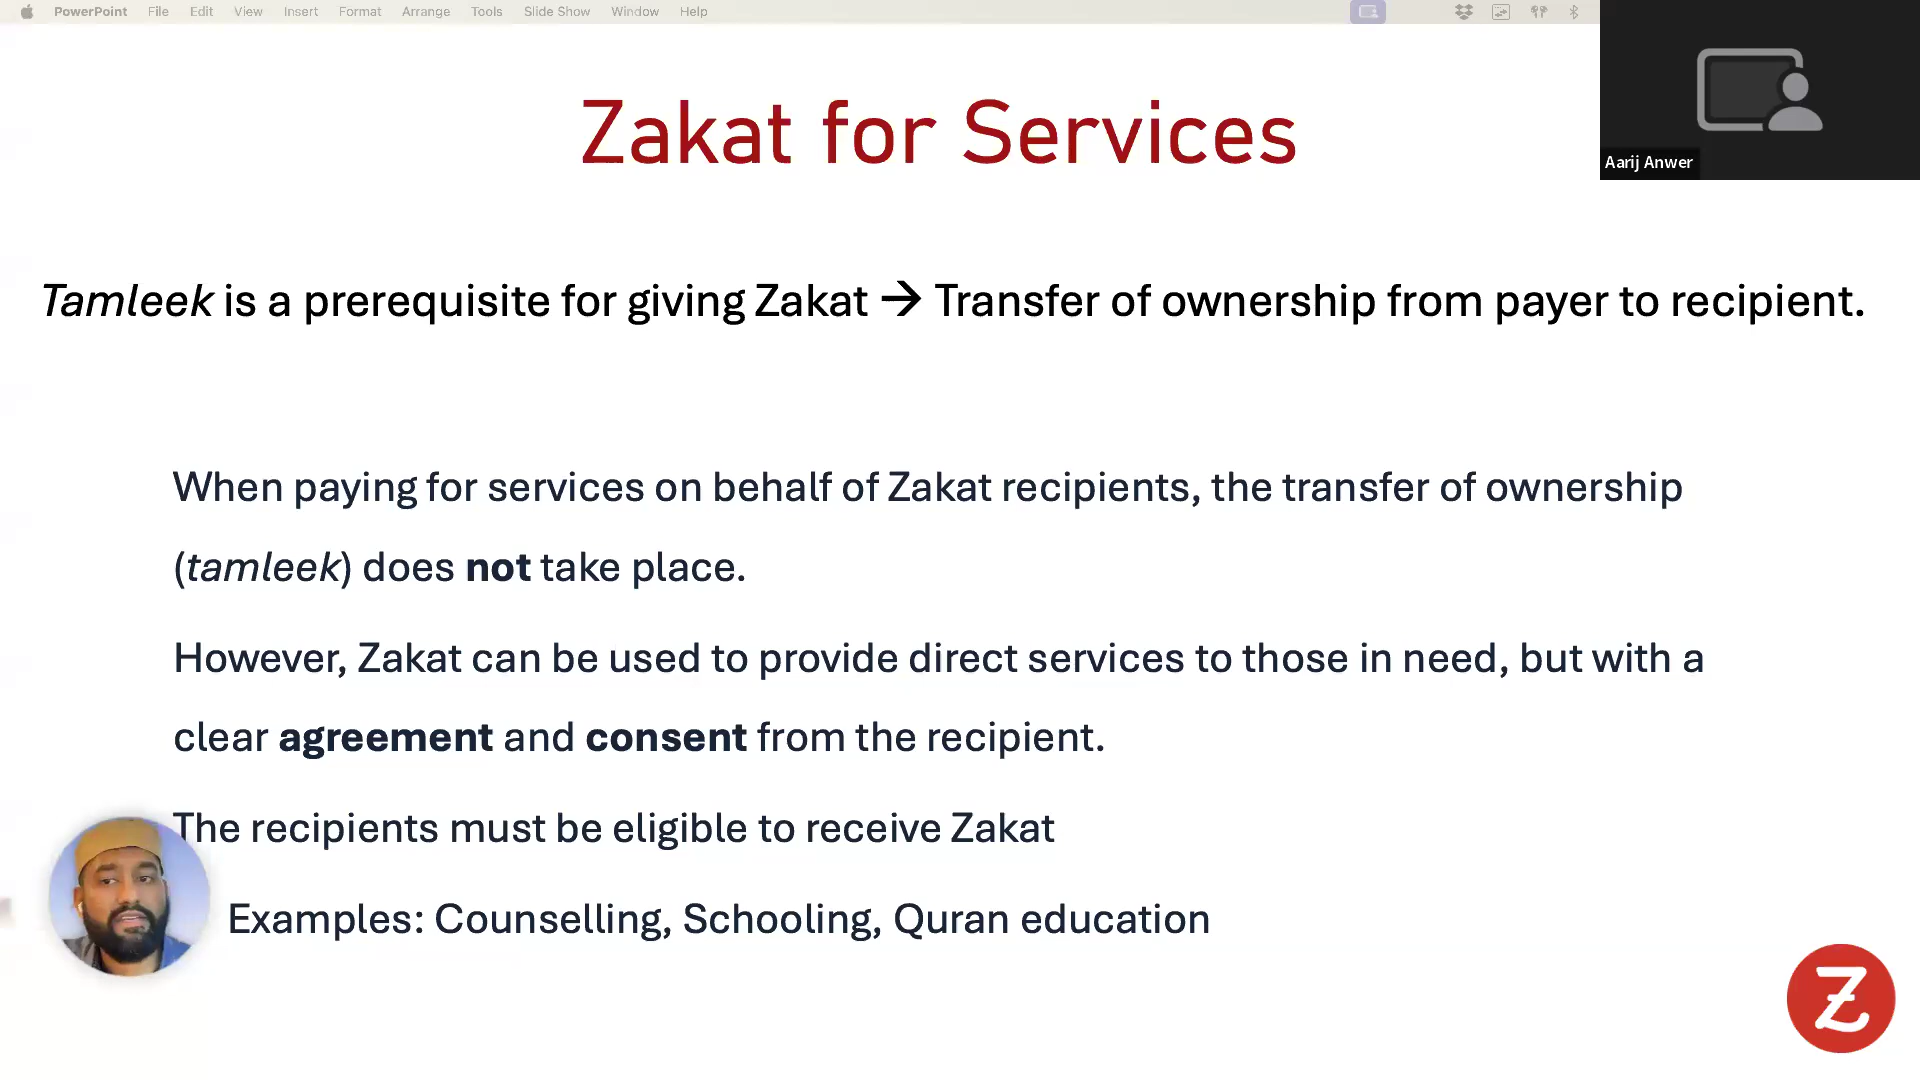 PowerPoint File Edit View Insert Format Arrange Tools Slide Show Window Help
Aarij Anwer
Zakat for Services
Tamleek is a prerequisite for giving Zakat → Transfer of ownership from payer to recipient.
When paying for services on behalf of Zakat recipients, the transfer of ownership
(tamleek) does not take place.
However, Zakat can be used to provide direct services to those in need, but with a
clear agreement and consent from the recipient.
The recipients must be eligible to receive Zakat
Examples: Counselling, Schooling, Quran education
Z